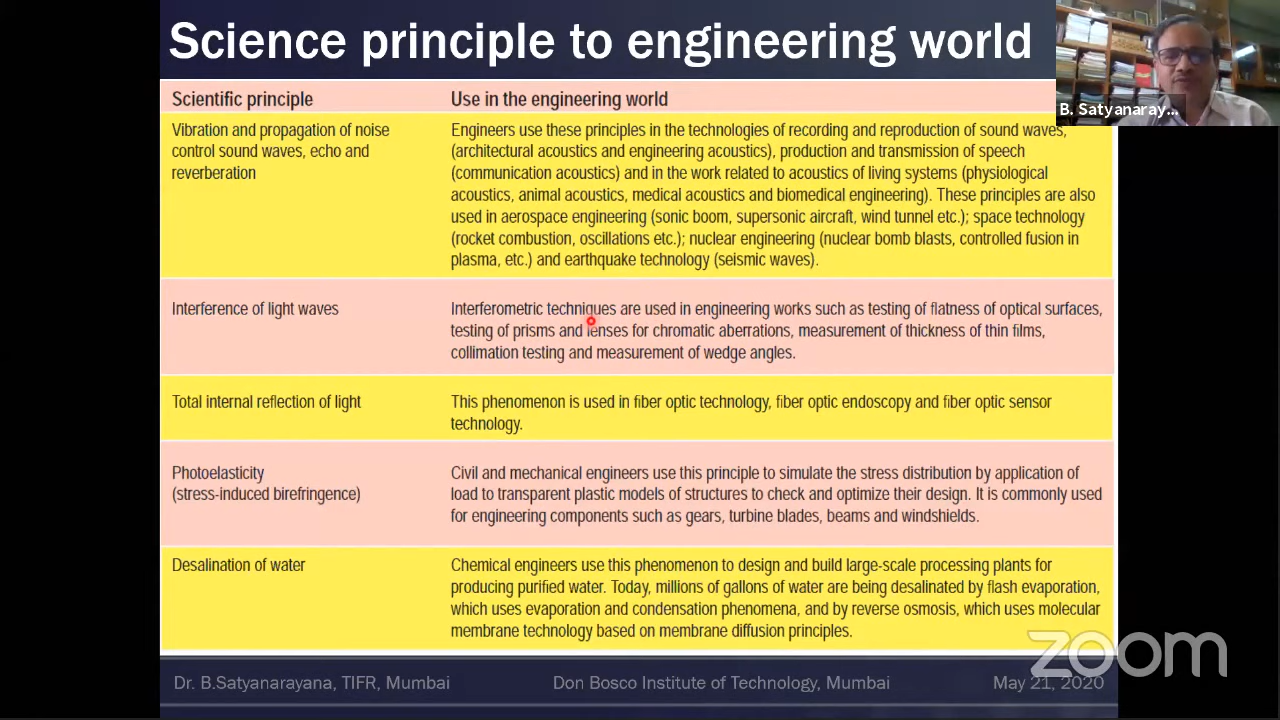 Science principle to engineering world
B. Satyanaray...
Scientific principle
Use in the engineering world
Vibration and propagation of noise
control sound waves, echo and
reverberation
Engineers use these principles in the technologies of recording and reproduction of sound waves,
(architectural acoustics and engineering acoustics), production and transmission of speech
(communication acoustics) and in the work related to acoustics of living systems (physiological
acoustics, animal acoustics, medical acoustics and biomedical engineering). These principles are also
used in aerospace engineering (sonic boom, supersonic aircraft, wind tunnel etc.); space technology
(rocket combustion, oscillations etc.); nuclear engineering (nuclear bomb blasts, controlled fusion in
plasma, etc.) and earthquake technology (seismic waves).
Interference of light waves
Interferometric techniques are used in engineering works such as testing of flatness of optical surfaces,
testing of prisms and lenses for chromatic aberrations, measurement of thickness of thin films,
collimation testing and measurement of wedge angles.
Total internal reflection of light
This phenomenon is used in fiber optic technology, fiber optic endoscopy and fiber optic sensor
technology.
Photoelasticity
(stress-induced birefringence)
Civil and mechanical engineers use this principle to simulate the stress distribution by application of
load to transparent plastic models of structures to check and optimize their design. It is commonly used
for engineering components such as gears, turbine blades, beams and windshields.
Desalination of water
Chemical engineers use this phenomenon to design and build large-scale processing plants for
producing purified water. Today, millions of gallons of water are being desalinated by flash evaporation,
which uses evaporation and condensation phenomena, and by reverse osmosis, which uses molecular
membrane technology based on membrane diffusion principles.
zoom
Dr. B.Satyanarayana, TIFR, Mumbai
Don Bosco Institute of Technology, Mumbai
May 21, 2020